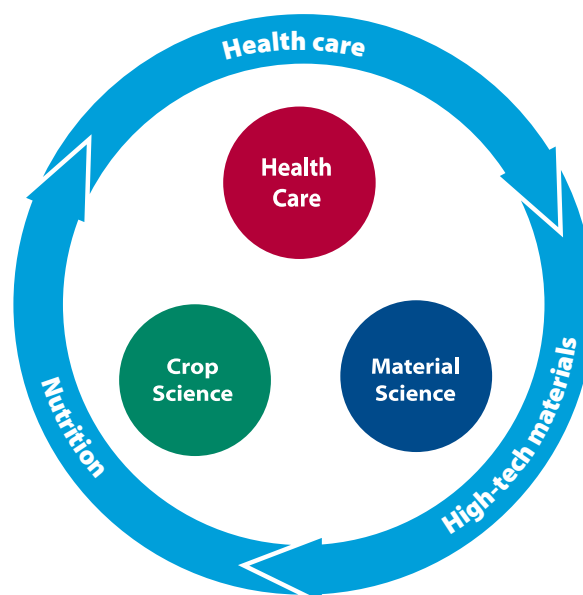 Health care
Health
Care
Crop
Science
Material
Science
Nutrition
High-tech materials